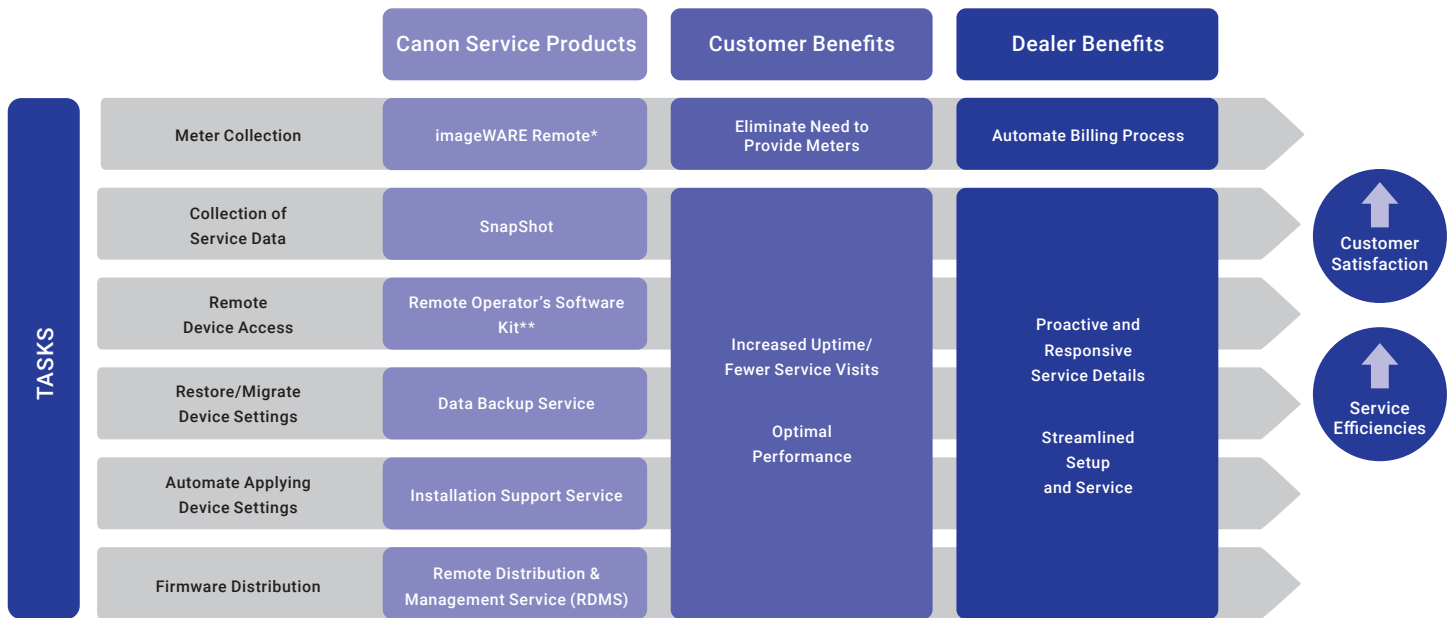 Canon Service Products
Customer Benefits
Dealer Benefits
TASKS
Meter Collection
imageWARE Remote*
Eliminate Need to
Provide Meters
Automate Billing Process
Collection of
Service Data
SnapShot
Remote
Device Access
Remote Operator’s Software
Kit**
Restore/Migrate
Device Settings
Data Backup Service
Automate Applying
Device Settings
Installation Support Service
Firmware Distribution
Remote Distribution &
Management Service (RDMS)
Increased Uptime/
Fewer Service Visits
Optimal
Performance
Proactive and
Responsive
Service Details
Streamlined
Setup
and Service
Customer
Satisfaction
Service
Efficiencies